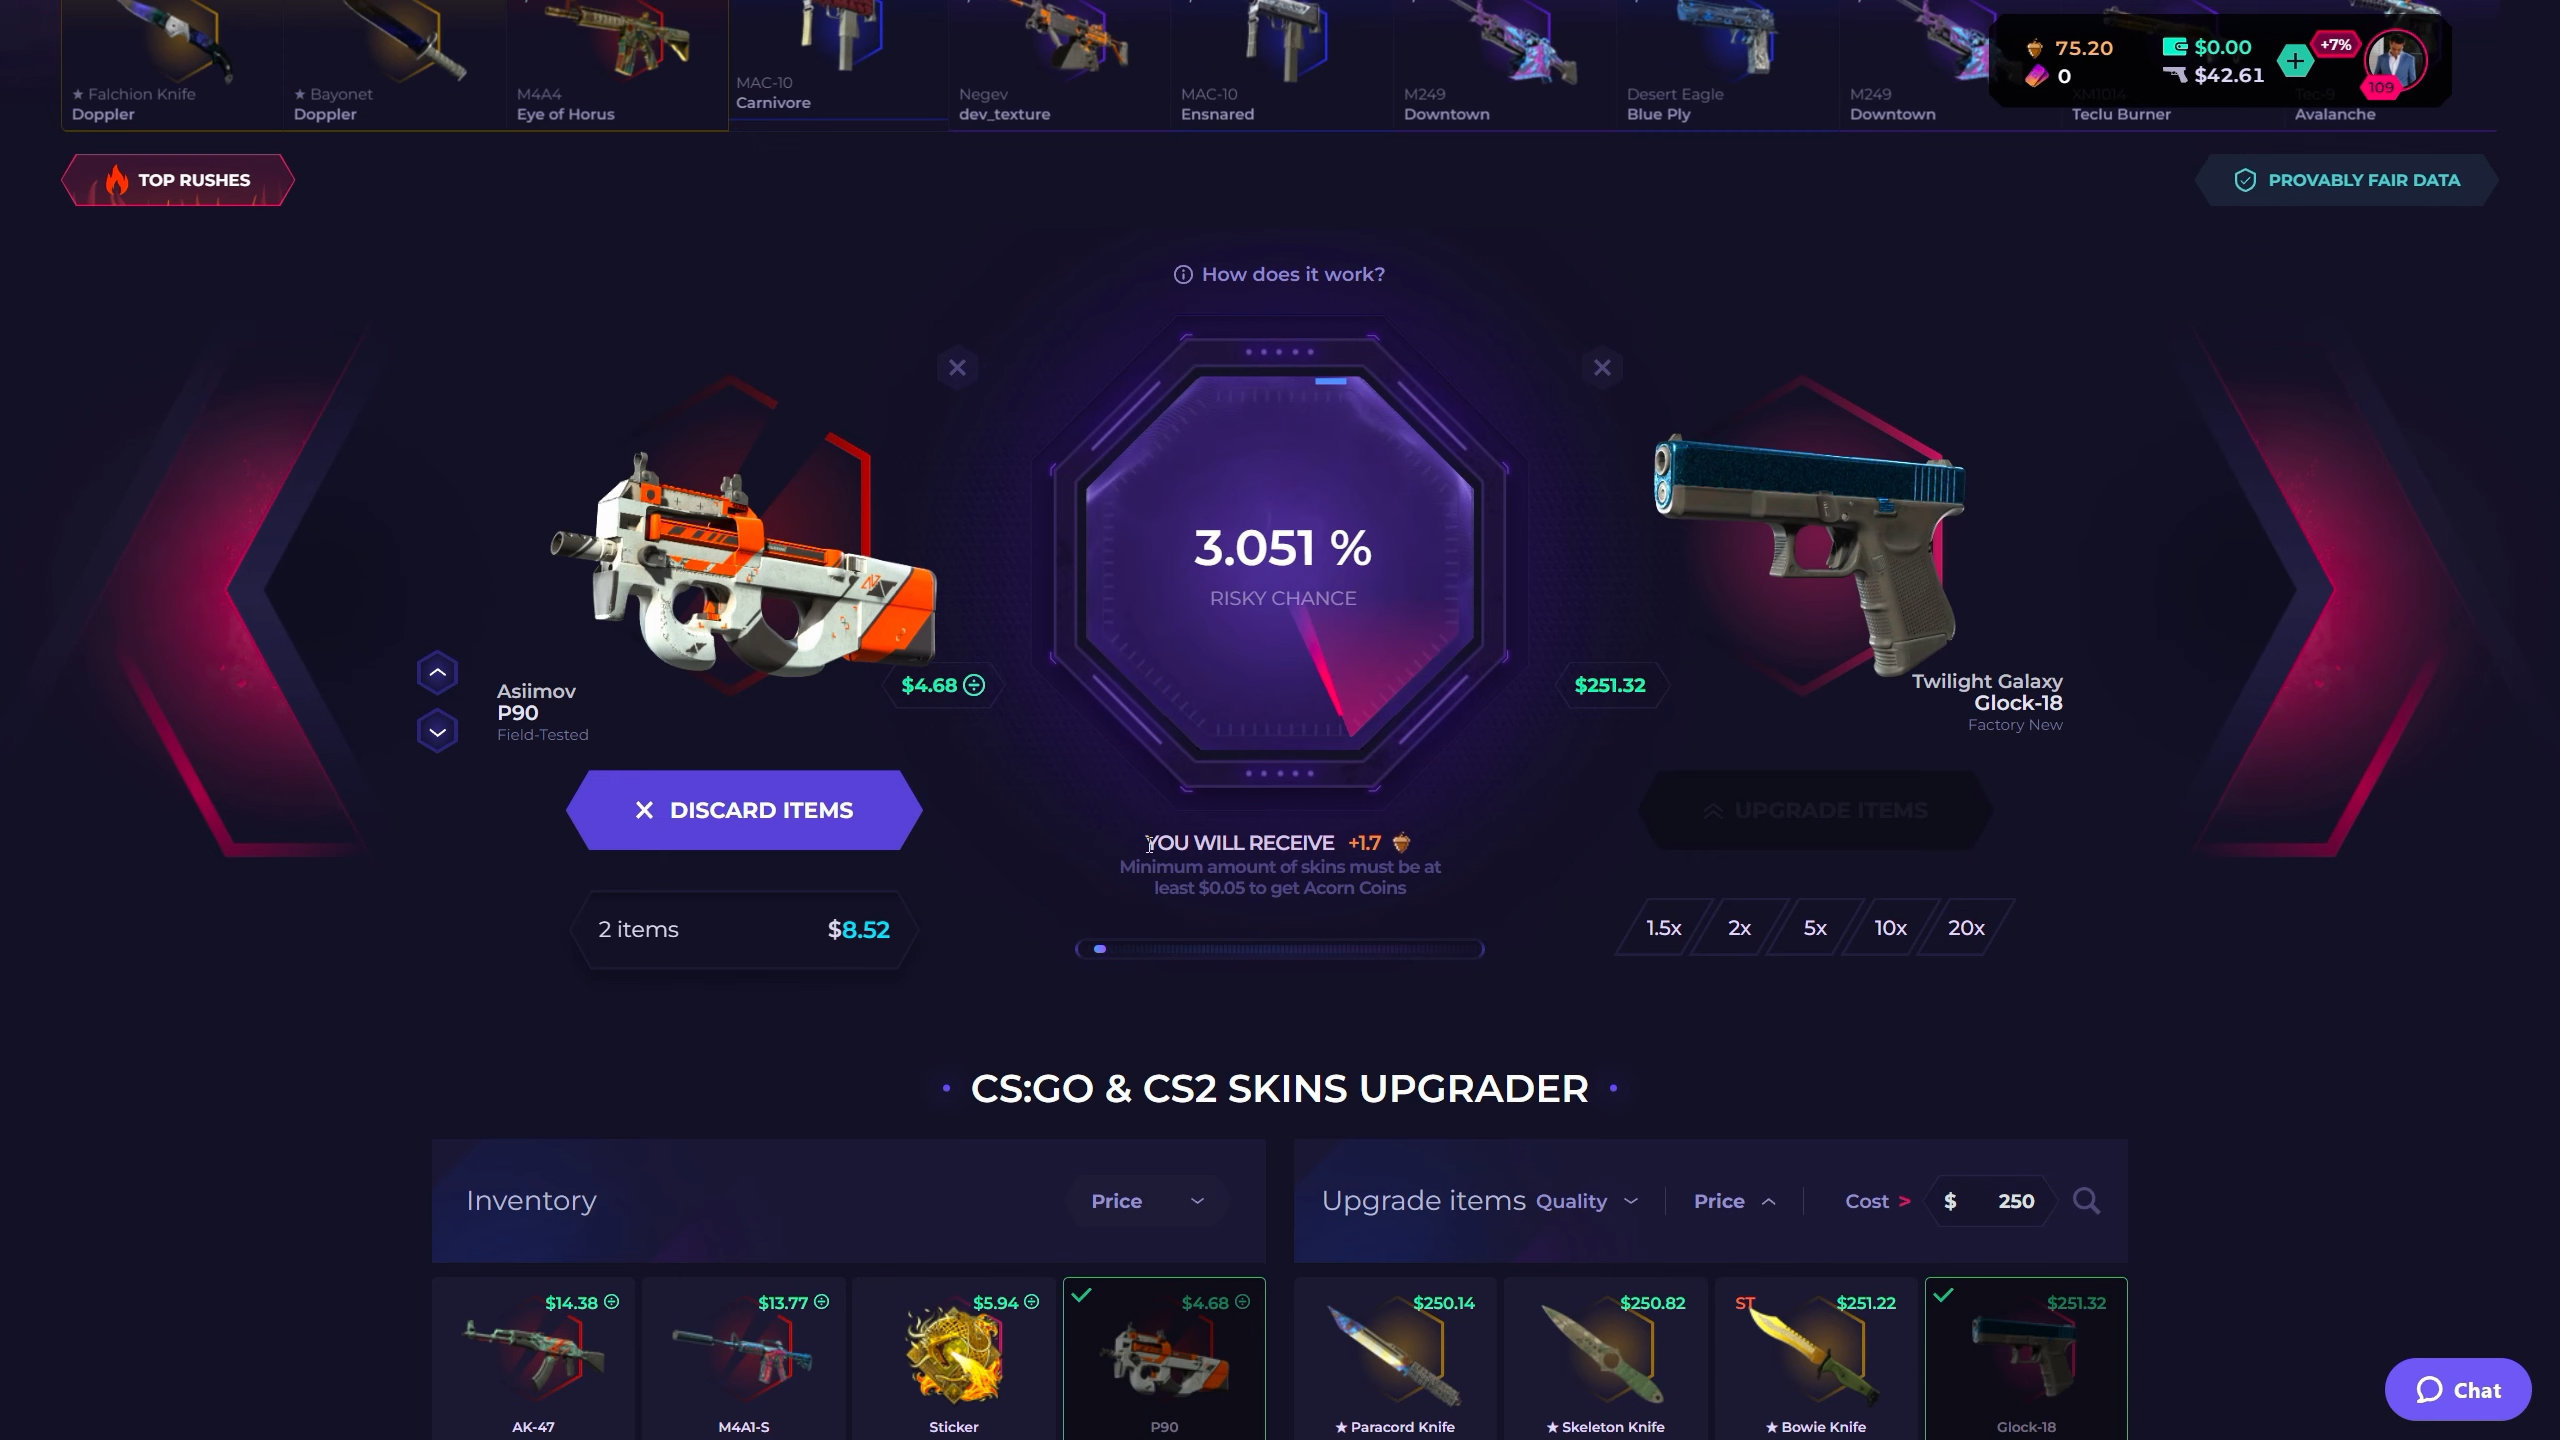 ★ Falchion Knife
Doppler
★ Bayonet
Doppler
M4A4
Eye of Horus
MAC-10
Carnivore
Negev
dev_texture
MAC-10
Ensnared
M249
Downtown
Desert Eagle
Blue Ply
M249
Downtown
XM1014
Teclu Burner
Tec-9
Avalanche
75.20
0
$0.00
$42.61
+7%
109
TOP RUSHES
PROVABLY FAIR DATA
How does it work?
3.051 %
RISKY CHANCE
$4.68
Asiimov
P90
Field-Tested
$251.32
Twilight Galaxy
Glock-18
Factory New
DISCARD ITEMS
UPGRADE ITEMS
YOU WILL RECEIVE +1.7
Minimum amount of skins must be at
least $0.05 to get Acorn Coins
2 items $8.52
1.5x 2x 5x 10x 20x
• CS:GO & CS2 SKINS UPGRADER •
Inventory
Price
Upgrade items
Quality
Price
Cost >
$ 250
$14.38
AK-47
$13.77
M4A1-S
$5.94
Sticker
$4.68
P90
$250.14
★ Paracord Knife
$250.82
★ Skeleton Knife
ST
$251.22
★ Bowie Knife
$251.32
Glock-18
Chat